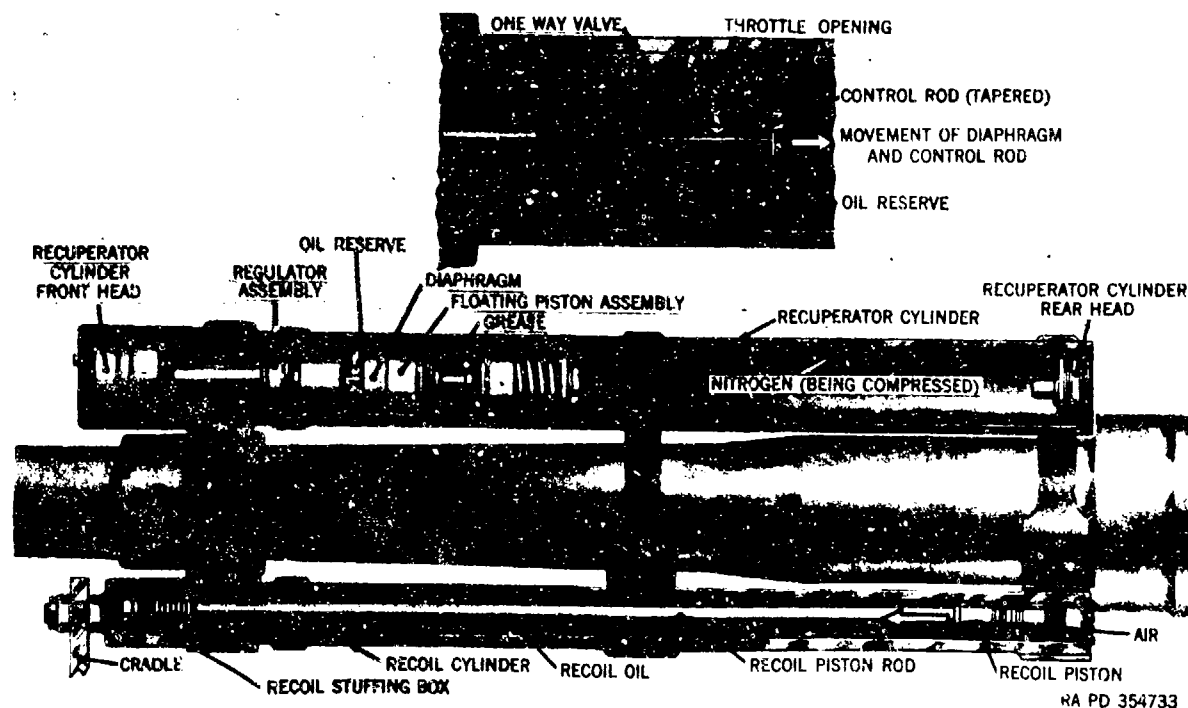 ONE WAY VALVE
THROTTLE OPENING
CONTROL ROD (TAPERED)
MOVEMENT OF DIAPHRAGM
AND CONTROL ROD
OIL RESERVE
RECUPERATOR
CYLINDER
FRONT HEAD
OIL RESERVE
REGULATOR
ASSEMBLY
DIAPHRAGM
FLOATING PISTON ASSEMBLY
GREASE
RECUPERATOR CYLINDER
RECUPERATOR CYLINDER
REAR HEAD
NITROGEN (BEING COMPRESSED)
AIR
CRADLE
RECOIL STUFFING BOX
RECOIL CYLINDER
RECOIL OIL
RECOIL PISTON ROD
RECOIL PISTON
RA PD 354733